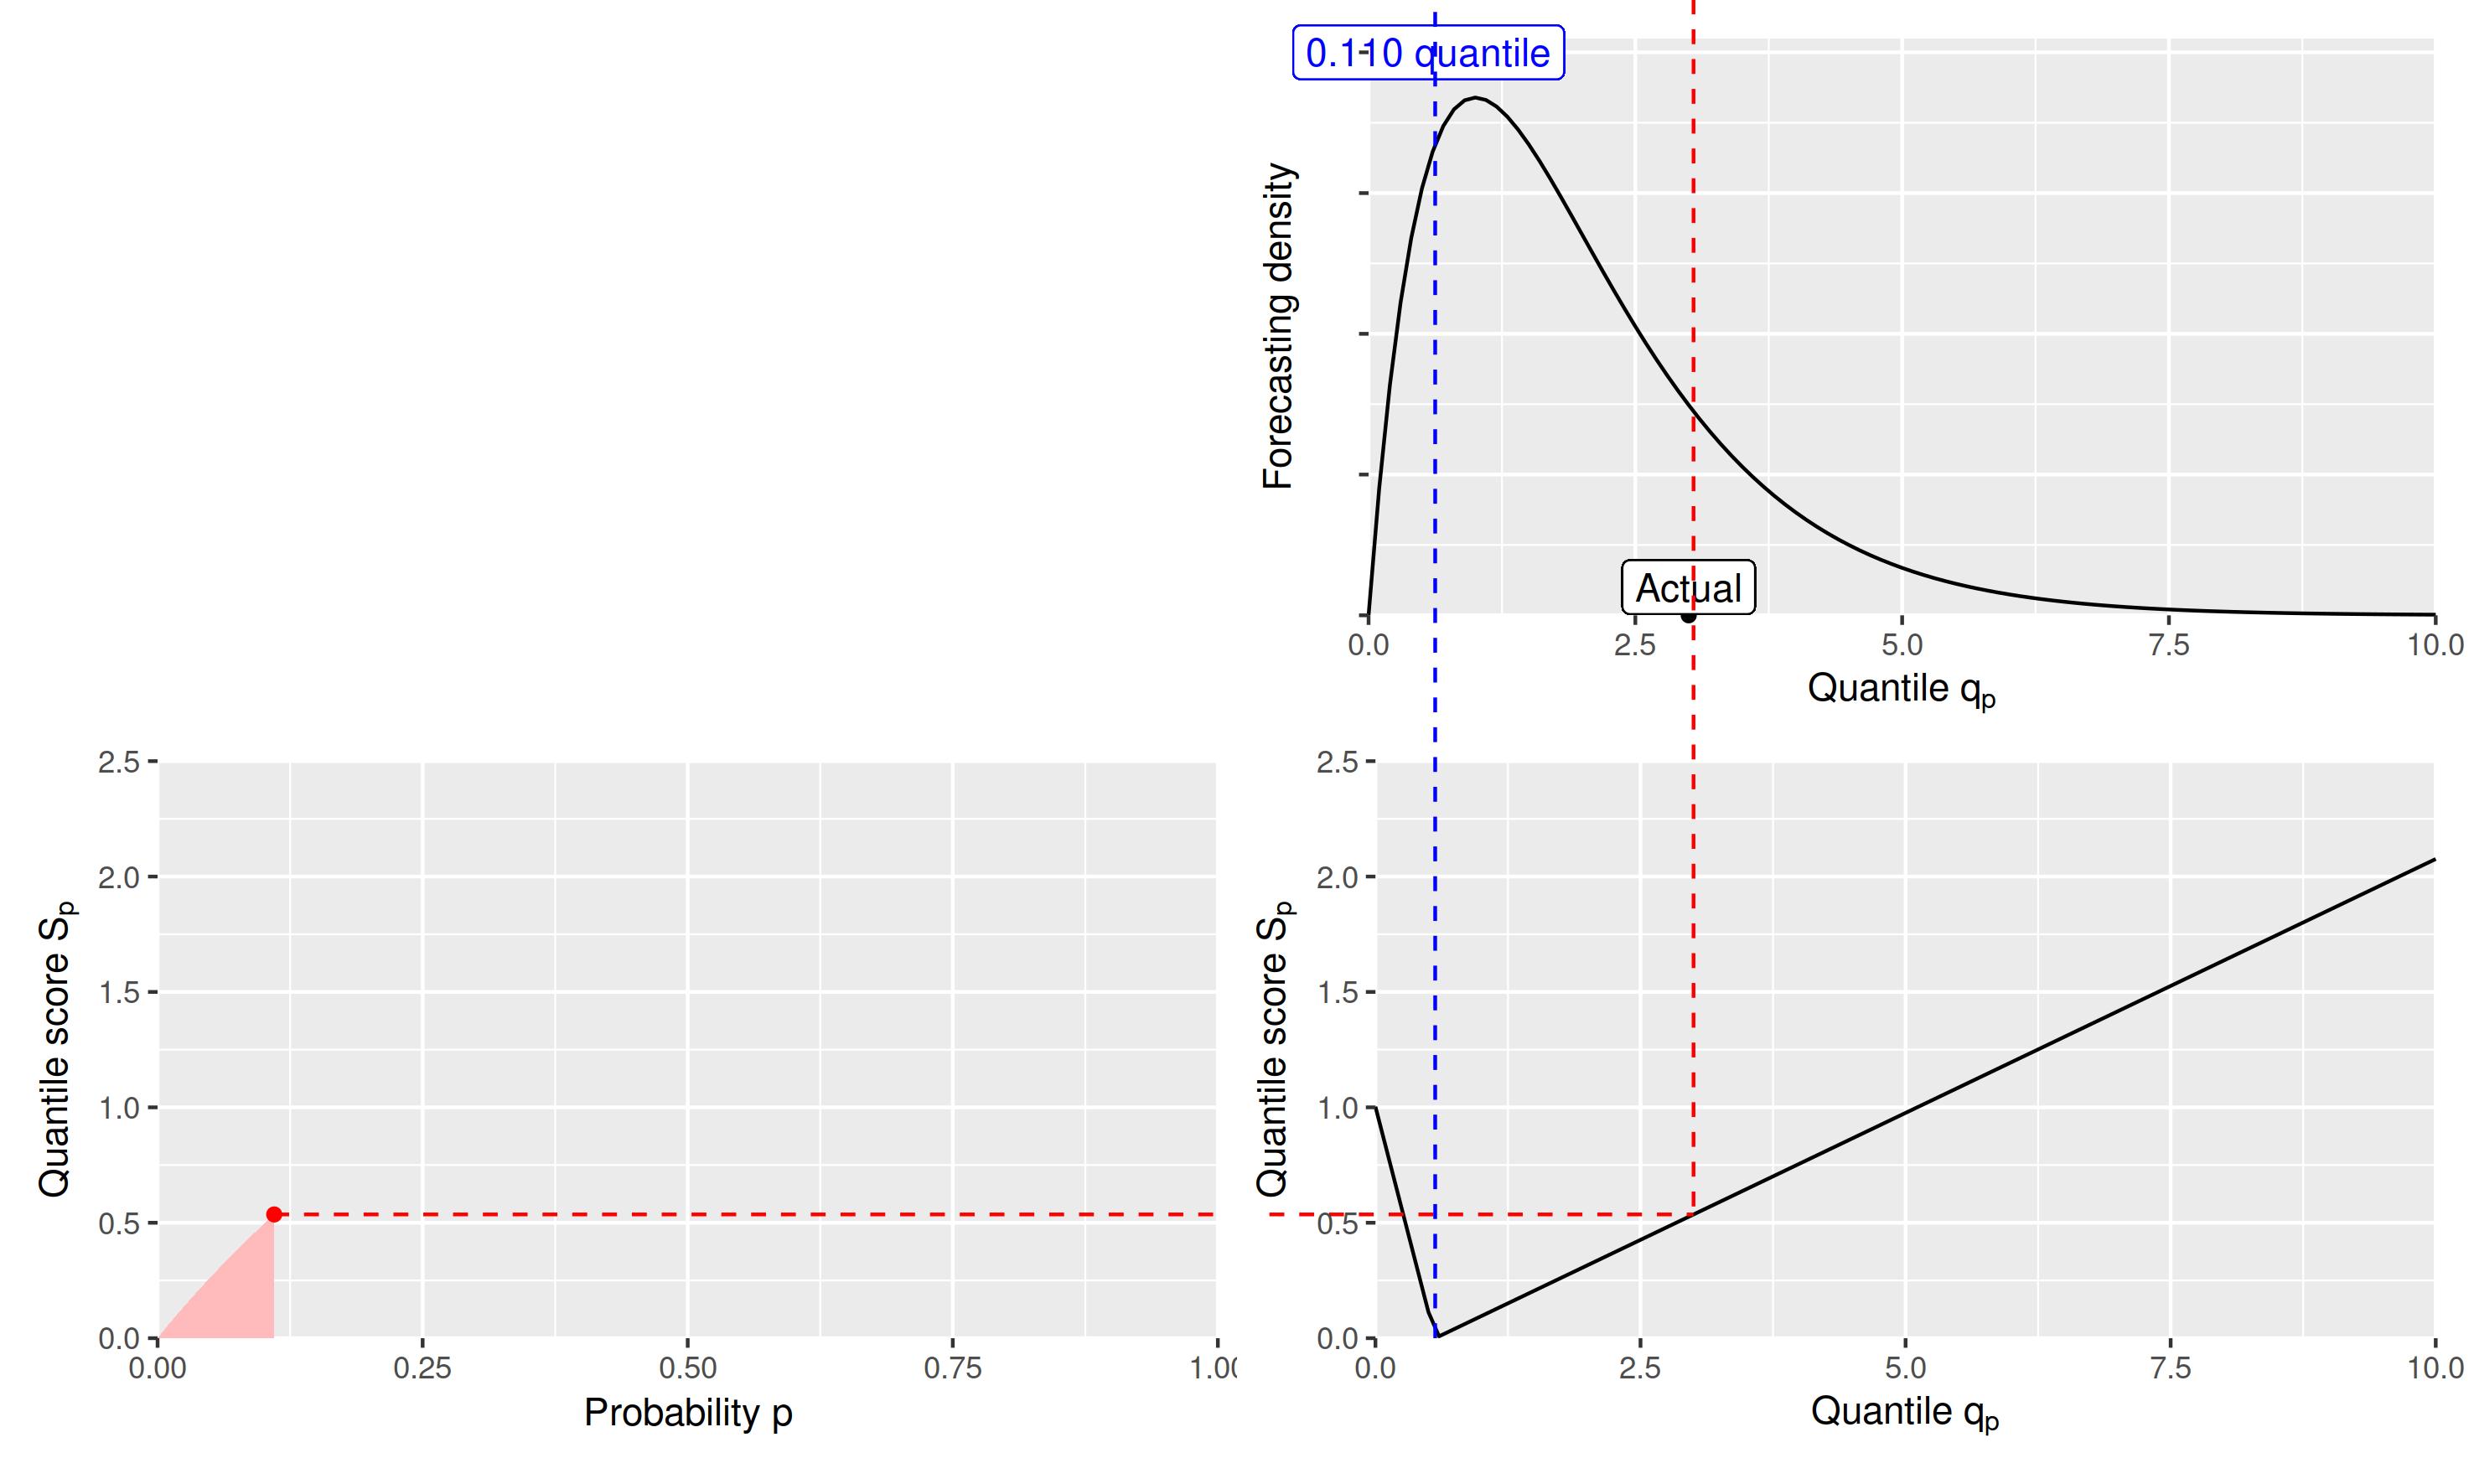 0.110 quantile
Forecasting density
Actual
0.0 2.5 5.0 7.5 10.0
Quantile qp
2.5
2.0
1.5
1.0
0.5
0.0
Quantile score Sp
0.00 0.25 0.50 0.75 1.0
Probability p
2.5
2.0
1.5
1.0
0.5
0.0
Quantile score Sp
0.0 2.5 5.0 7.5 10.0
Quantile qp